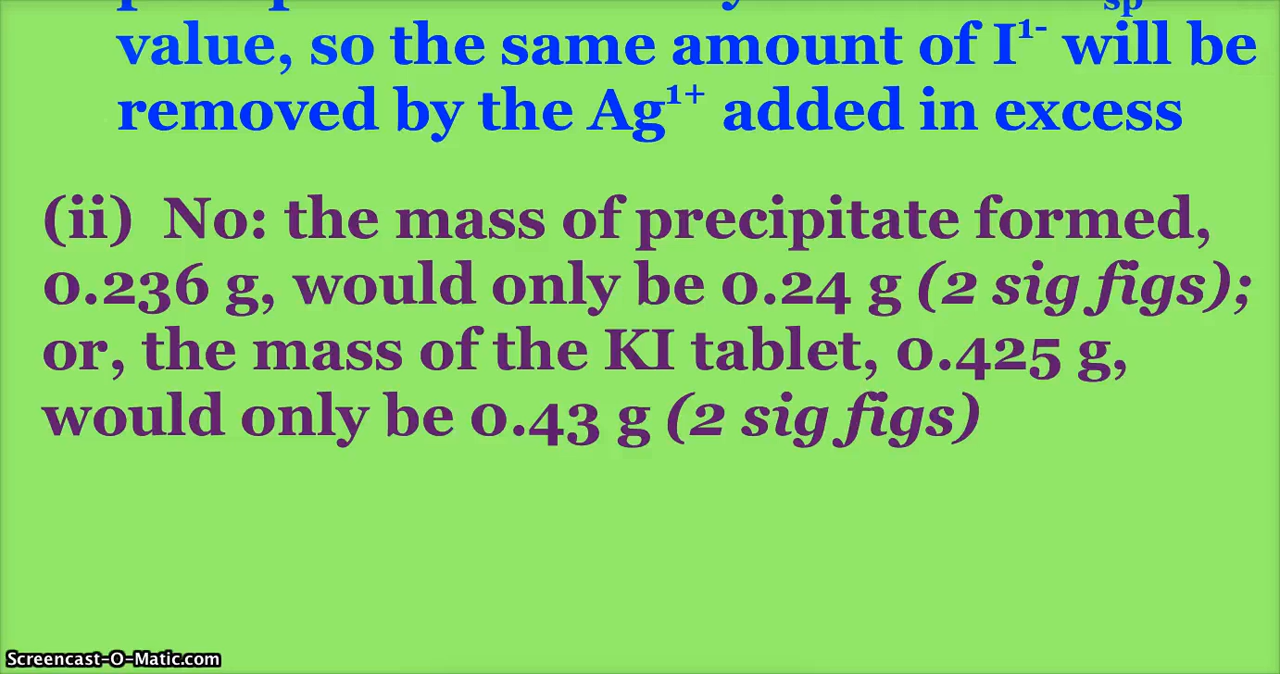 sp
value, so the same amount of I¹⁻ will be
removed by the Ag¹⁺ added in excess
(ii) No: the mass of precipitate formed,
0.236 g, would only be 0.24 g (2 sig figs);
or, the mass of the KI tablet, 0.425 g,
would only be 0.43 g (2 sig figs)
Screencast-O-Matic.com